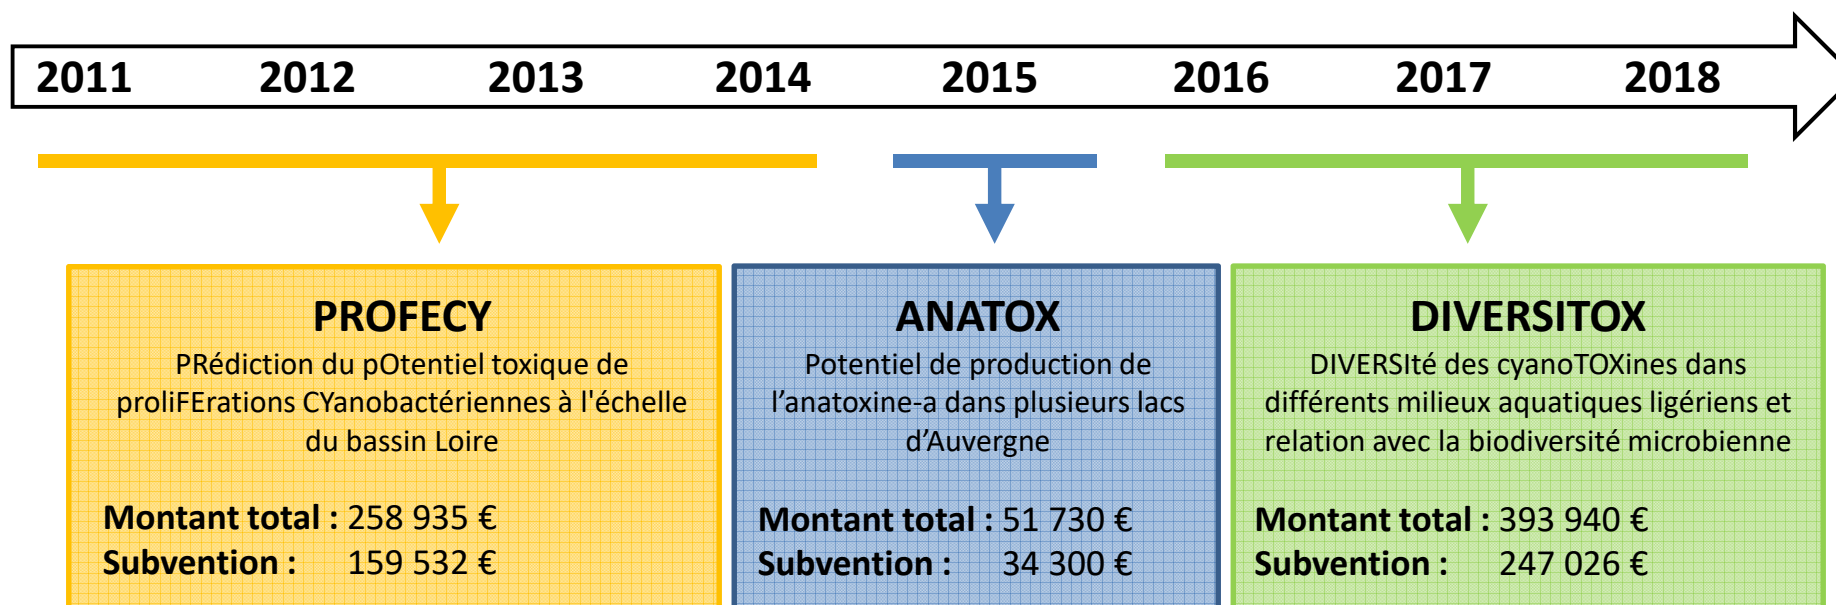 2011 2012 2013 2014 2015 2016 2017 2018
PROFECY
PRédiction du pOtentiel toxique de
proliFErations CYanobactériennes à l'échelle
du bassin Loire
Montant total : 258 935 €
Subvention : 159 532 €
ANATOX
Potentiel de production de
l’anatoxine-a dans plusieurs lacs
d’Auvergne
Montant total : 51 730 €
Subvention : 34 300 €
DIVERSITOX
DIVERSIté des cyanoTOXines dans
différents milieux aquatiques ligériens et
relation avec la biodiversité microbienne
Montant total : 393 940 €
Subvention : 247 026 €